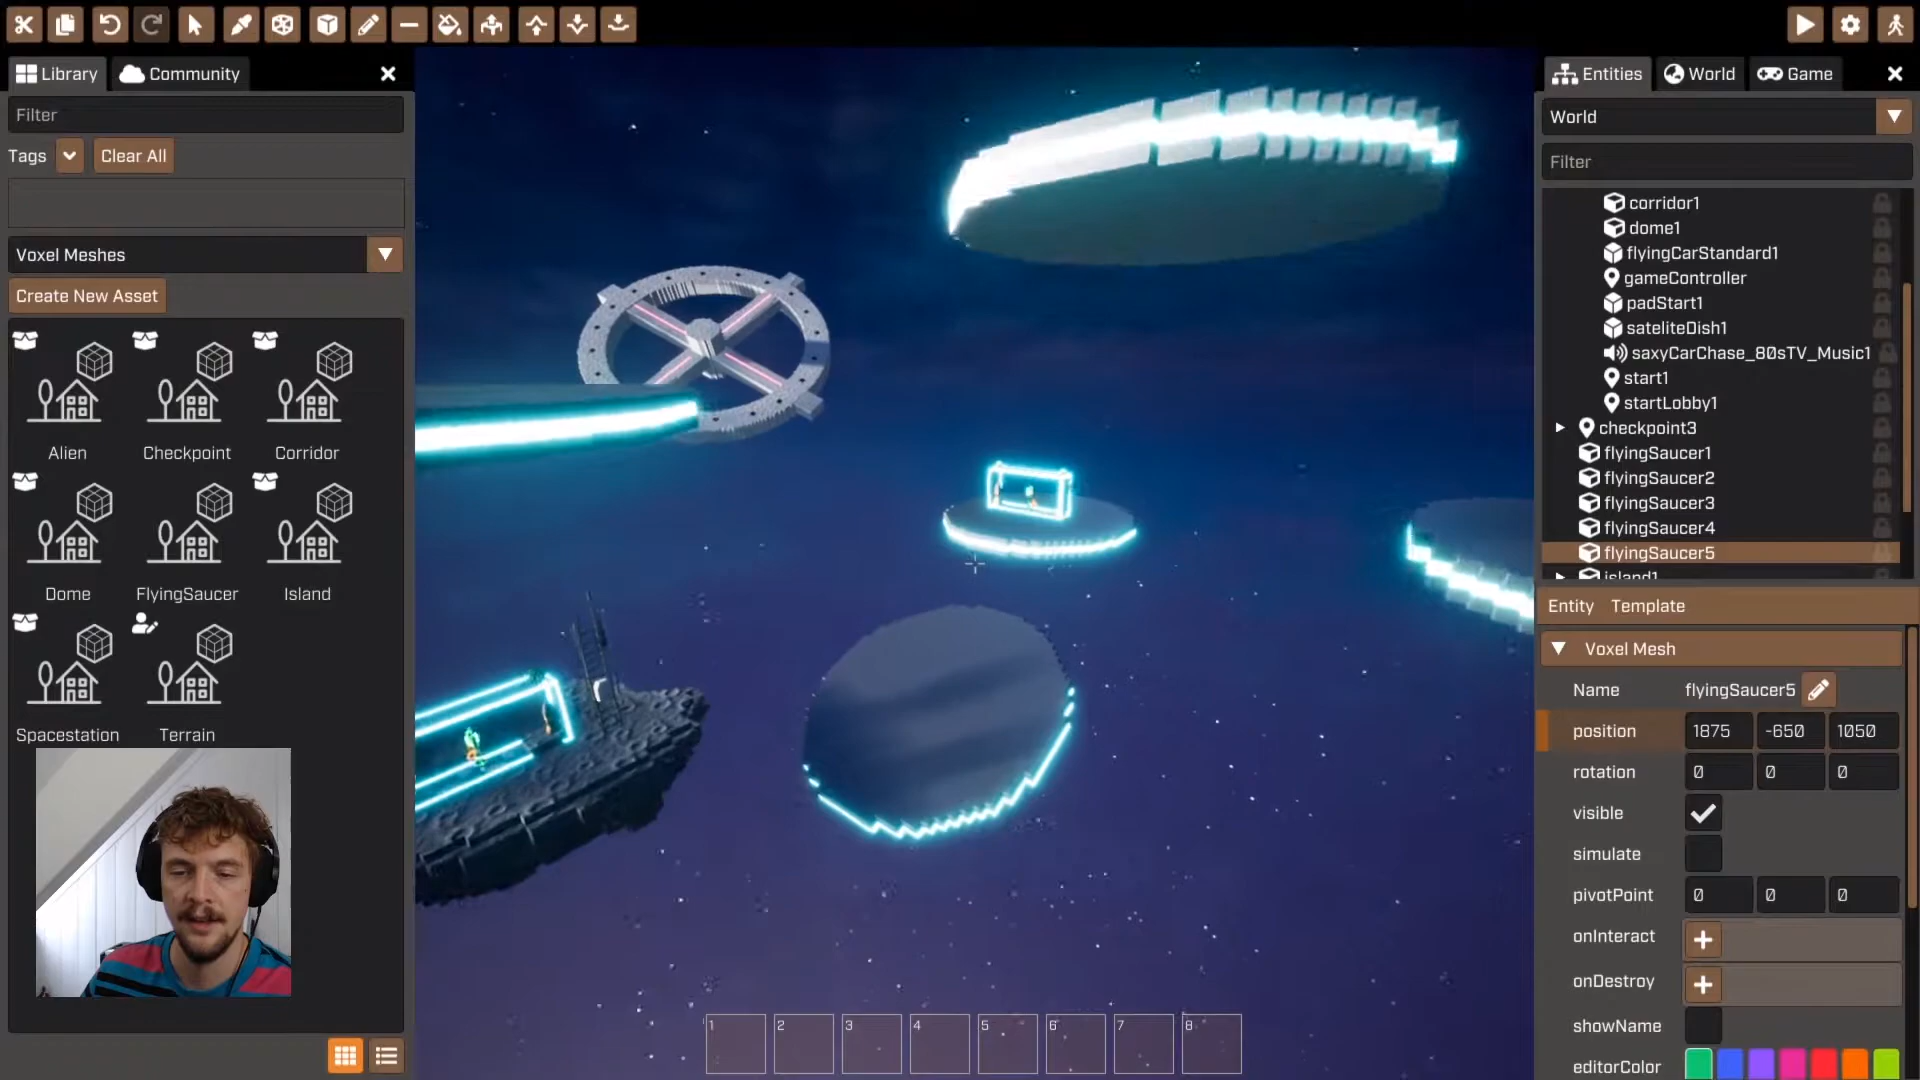 Library
Community
Filter
Tags
Clear All
Voxel Meshes
Create New Asset
Alien
Checkpoint
Corridor
Dome
FlyingSaucer
Island
Spacestation
Terrain
1
2
3
4
5
6
7
8
Entities
World
Game
World
Filter
corridor1
dome1
flyingCarStandard1
gameController
padStart1
sateliteDish1
saxyCarChase_80sTV_Music1
start1
startLobby1
checkpoint3
flyingSaucer1
flyingSaucer2
flyingSaucer3
flyingSaucer4
flyingSaucer5
island1
Entity Template
Voxel Mesh
Name flyingSaucer5
position 1875 -650 1050
rotation 0 0 0
visible
simulate
pivotPoint 0 0 0
onInteract
onDestroy
showName
editorColor